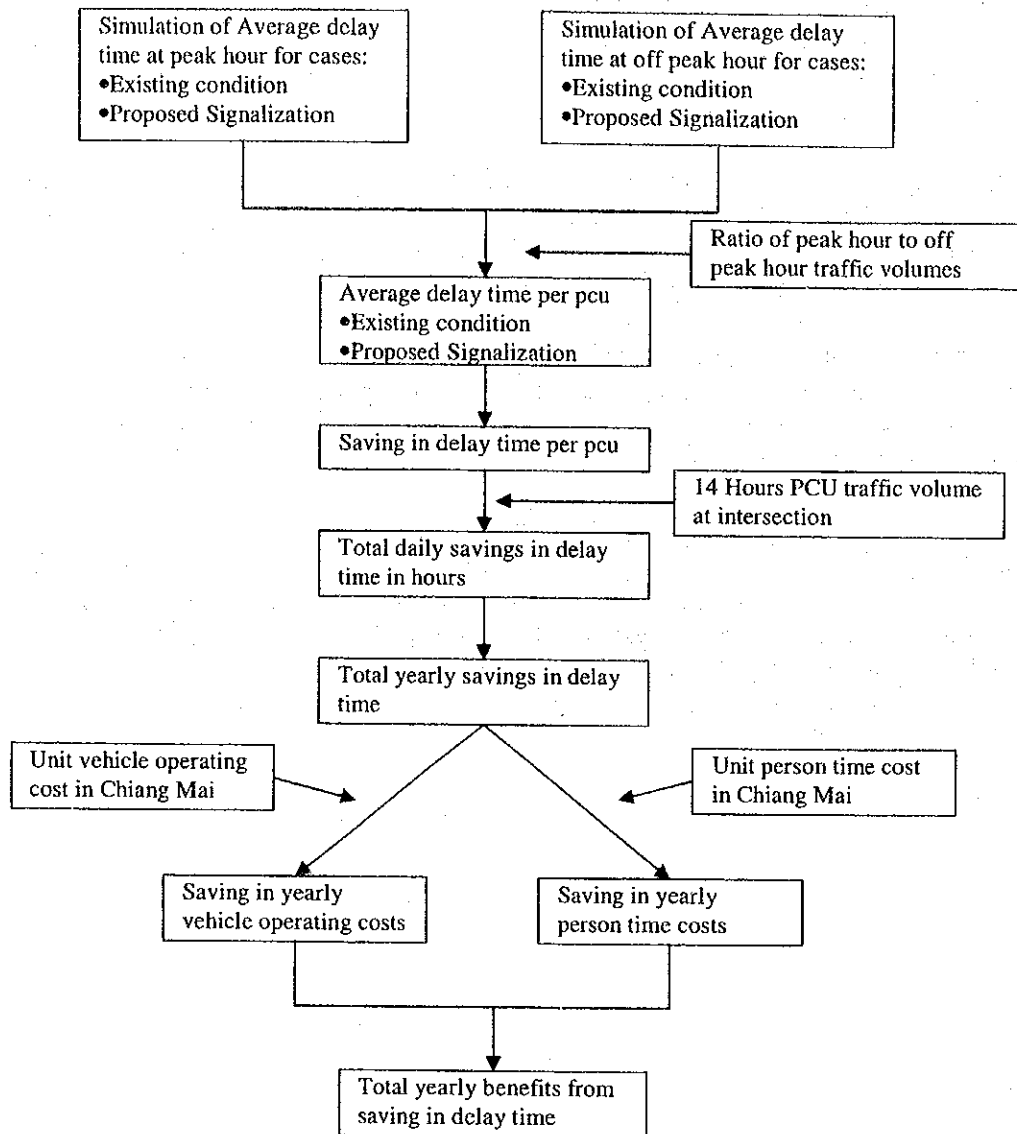 Simulation of Average delay
time at peak hour for cases:
•Existing condition
•Proposed Signalization
Simulation of Average delay
time at off peak hour for cases:
•Existing condition
•Proposed Signalization
Ratio of peak hour to off
peak hour traffic volumes
Average delay time per pcu
•Existing condition
•Proposed Signalization
Saving in delay time per pcu
14 Hours PCU traffic volume
at intersection
Total daily savings in delay
time in hours
Total yearly savings in delay
time
Unit vehicle operating
cost in Chiang Mai
Unit person time cost
in Chiang Mai
Saving in yearly
vehicle operating costs
Saving in yearly
person time costs
Total yearly benefits from
saving in delay time